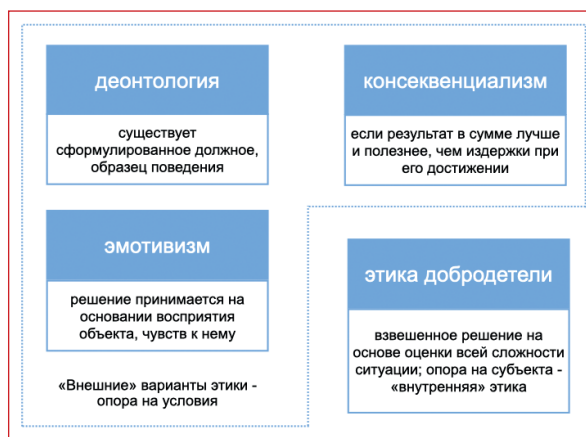 деонтология
существует
сформулированное должное,
образец поведения
консеквенциализм
если результат в сумме лучше
и полезнее, чем издержки при
его достижении
эмотивизм
решение принимается на
основании восприятия
объекта, чувств к нему
«Внешние» варианты этики -
опора на условия
этика добродетели
взвешенное решение на
основе оценки всей сложности
ситуации; опора на субъекта -
«внутренняя» этика